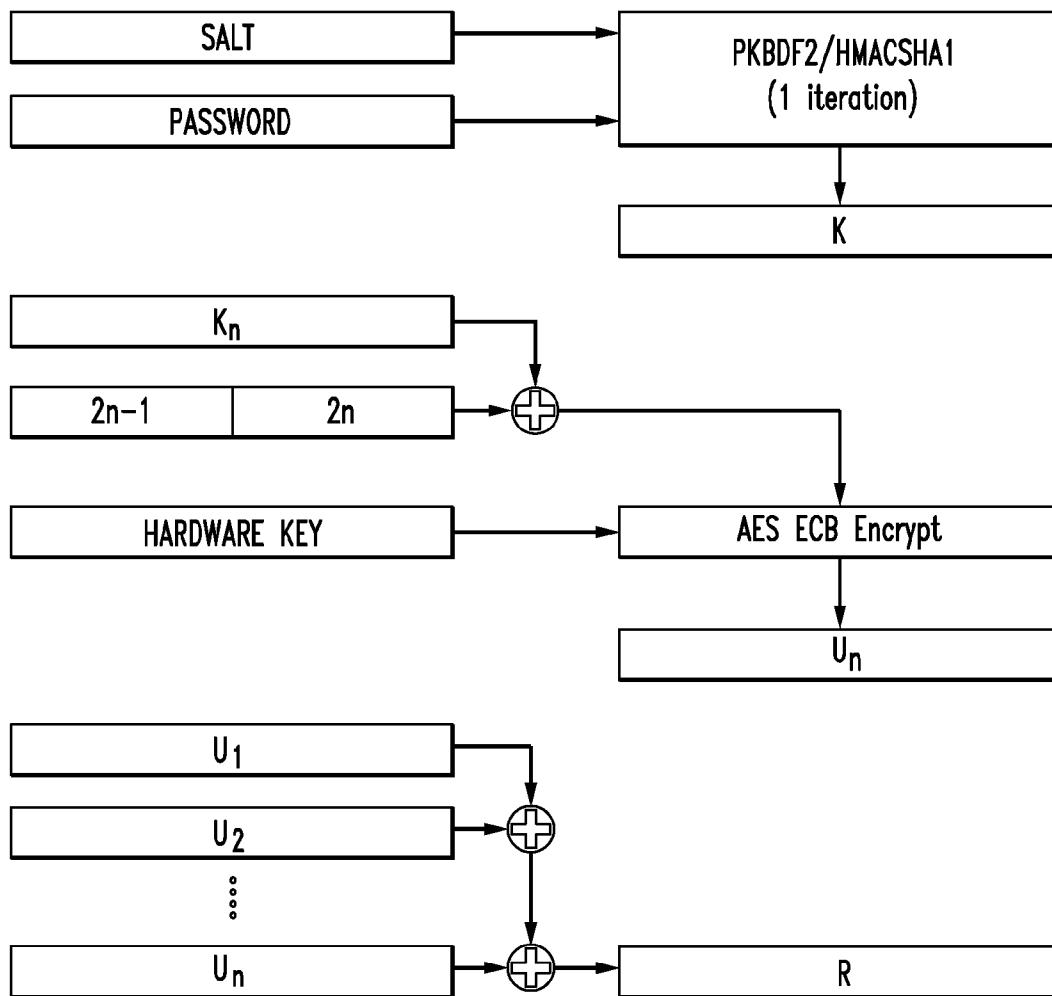 SALT
PKBDF2/HMACSHA1
(1 iteration)
PASSWORD
K
Kn
2n-1 2n
HARDWARE KEY
AES ECB Encrypt
Un
U1
U2
Un
R